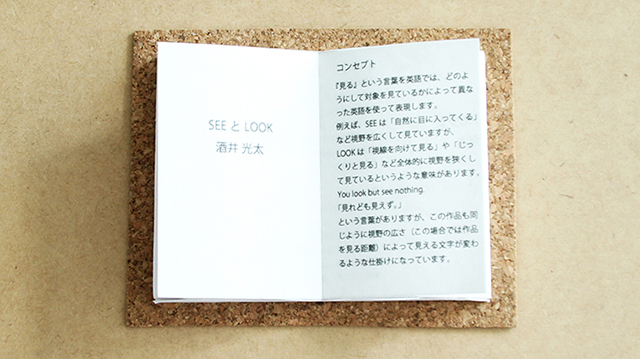 SEE と LOOK
酒井 光太
コンセプト
『見る』という言葉を英語では、どのよ
うにして対象を見ているかによって異な
った英語を使って表現します。
例えば、SEE は「自然に目に入ってくる」
など視野を広くして見ていますが、
LOOK は「視線を向けて見る」や「じっ
くりと見る」など全体的に視野を狭くし
て見ているというような意味があります。
You look but see nothing.
「見れども見えず。」
という言葉がありますが、この作品も同
じように視野の広さ（この場合では作品
を見る距離）によって見える文字が変わ
るような仕掛けになっています。